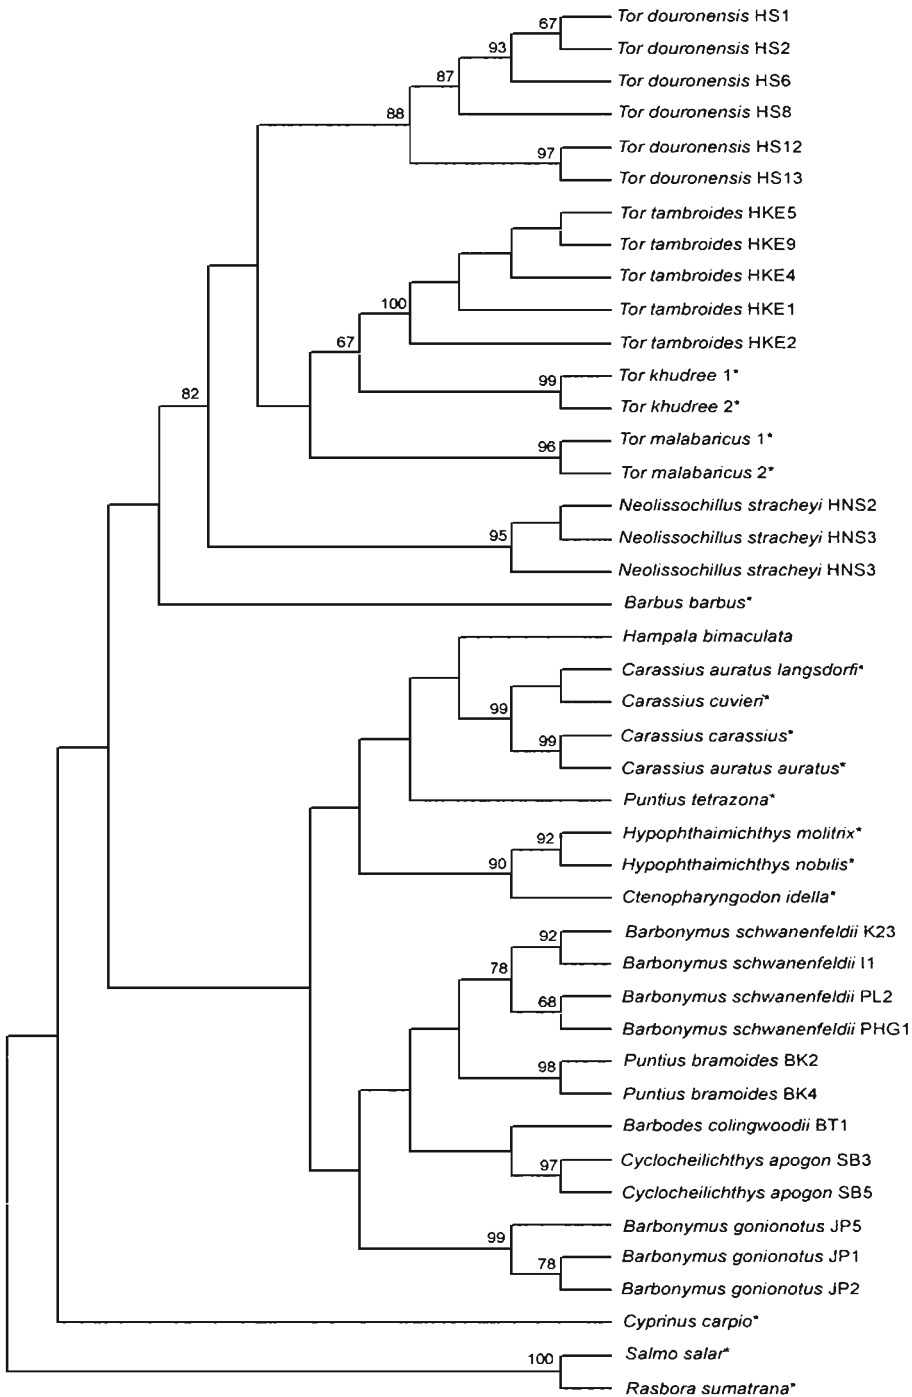 67 Tor douronensis HS1
93 Tor douronensis HS2
87 Tor douronensis HS6
88 Tor douronensis HS8
97 Tor douronensis HS12
Tor douronensis HS13
Tor tambroides HKE5
Tor tambroides HKE9
Tor tambroides HKE4
100 Tor tambroides HKE1
67 Tor tambroides HKE2
99 Tor khudree 1*
82 Tor khudree 2*
96 Tor malabaricus 1*
Tor malabaricus 2*
Neolissochillus stracheyi HNS2
95 Neolissochillus stracheyi HNS3
Neolissochillus stracheyi HNS3
Barbus barbus*
Hampala bimaculata
Carassius auratus langsdorfi*
99 Carassius cuvieri*
99 Carassius carassius*
Carassius auratus auratus*
Puntius tetrazona*
92 Hypophthaimichthys molitrix*
90 Hypophthaimichthys nobilis*
Ctenopharyngodon idella*
92 Barbonymus schwanenfeldii K23
78 Barbonymus schwanenfeldii I1
68 Barbonymus schwanenfeldii PL2
Barbonymus schwanenfeldii PHG1
98 Puntius bramoides BK2
Puntius bramoides BK4
Barbodes colingwoodii BT1
97 Cyclocheilichthys apogon SB3
Cyclocheilichthys apogon SB5
99 Barbonymus gonionotus JP5
78 Barbonymus gonionotus JP1
Barbonymus gonionotus JP2
Cyprinus carpio*
100 Salmo salar*
Rasbora sumatrana*